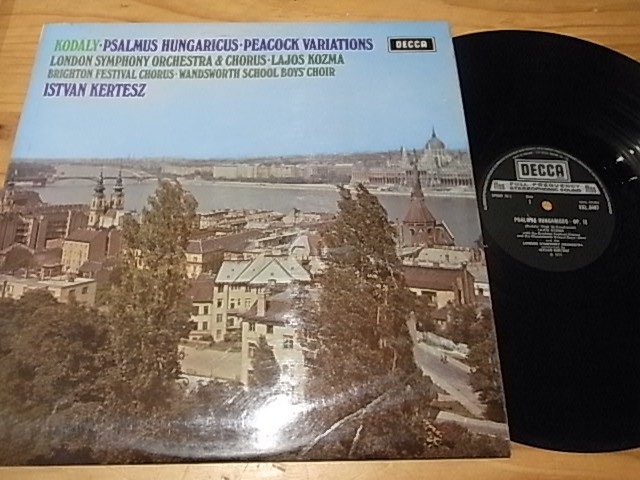 KODÁLY·PSALMUS HUNGARICUS·PEACOCK VARIATIONS
LONDON SYMPHONY ORCHESTRA & CHORUS·LAJOS KOZMA
BRIGHTON FESTIVAL CHORUS·WANDSWORTH SCHOOL BOYS' CHOIR
ISTVAN KERTESZ
DECCA
DECCA
FULL FREQUENCY
STEREOPHONIC SOUND
PSALMUS HUNGARICUS - OP. 13